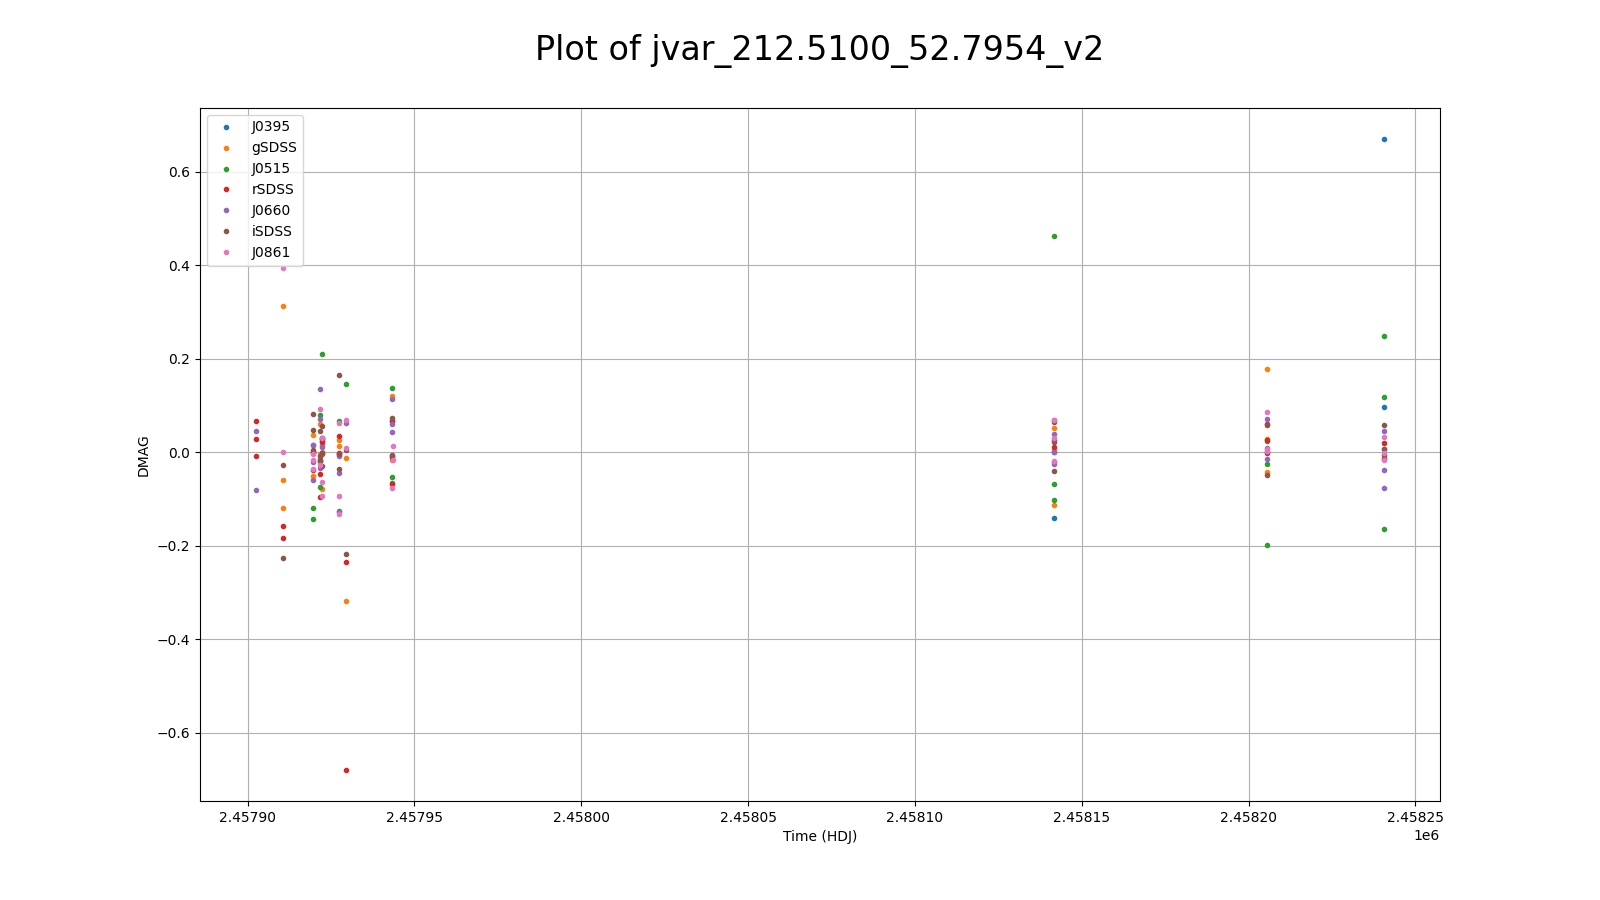 Plot of jvar_212.5100_52.7954_v2
J0395
gSDSS
J0515
rSDSS
J0660
iSDSS
J0861
0.6
0.4
0.2
0.0
−0.2
−0.4
−0.6
DMAG
2.45790 2.45795 2.45800 2.45805 2.45810 2.45815 2.45820 2.45825
1e6
Time (HDJ)